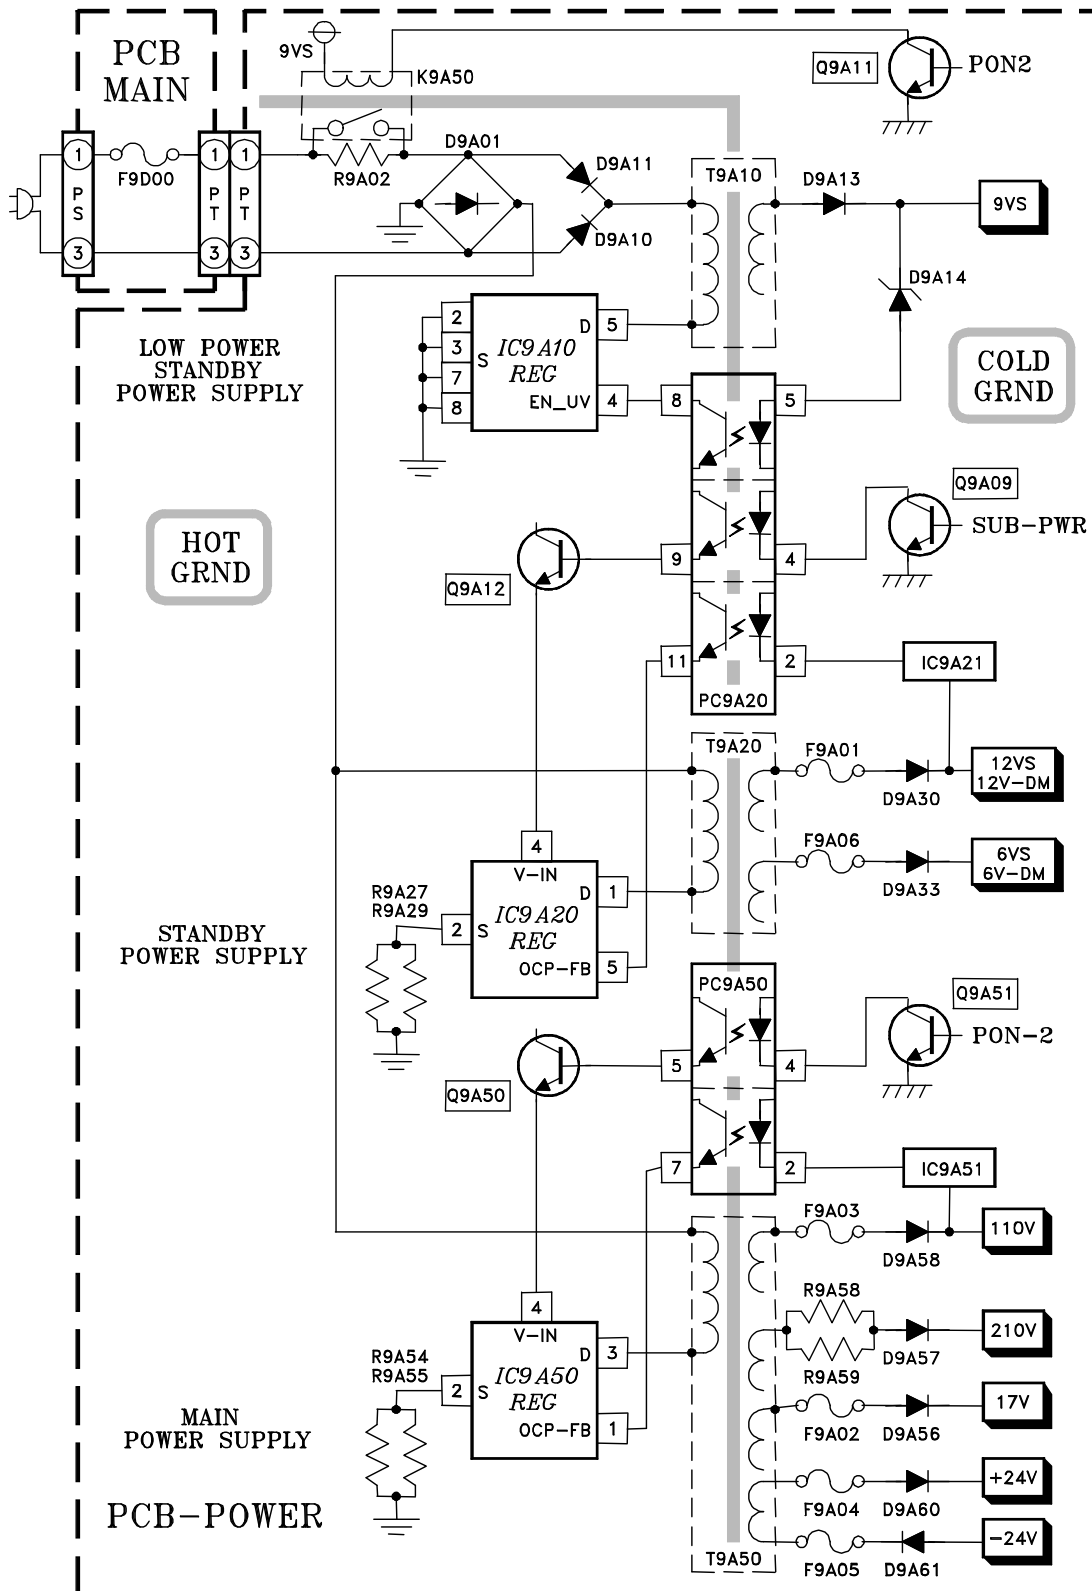 PCB
MAIN
9VS
K9A50
Q9A11
PON2
1
F9D00
1
1
R9A02
D9A01
D9A11
T9A10
D9A13
9VS
PS
PT
PT
D9A10
3
3
3
D9A14
LOW POWER
STANDBY
POWER SUPPLY
2
3
7
8
S
IC9A10
REG
D
5
EN_UV
4
8
5
COLD
GRND
Q9A09
SUB-PWR
HOT
GRND
Q9A12
9
4
11
2
IC9A21
PC9A20
T9A20
F9A01
D9A30
12VS
12V-DM
4
V-IN
F9A06
D9A33
6VS
6V-DM
R9A27
R9A29
2
S
IC9A20
REG
D
1
OCP-FB
5
STANDBY
POWER SUPPLY
PC9A50
Q9A51
PON-2
Q9A50
5
4
7
2
IC9A51
F9A03
D9A58
110V
4
V-IN
R9A58
R9A59
D9A57
210V
R9A54
R9A55
2
S
IC9A50
REG
D
3
OCP-FB
1
F9A02
D9A56
17V
MAIN
POWER SUPPLY
F9A04
D9A60
+24V
PCB-POWER
T9A50
F9A05
D9A61
-24V